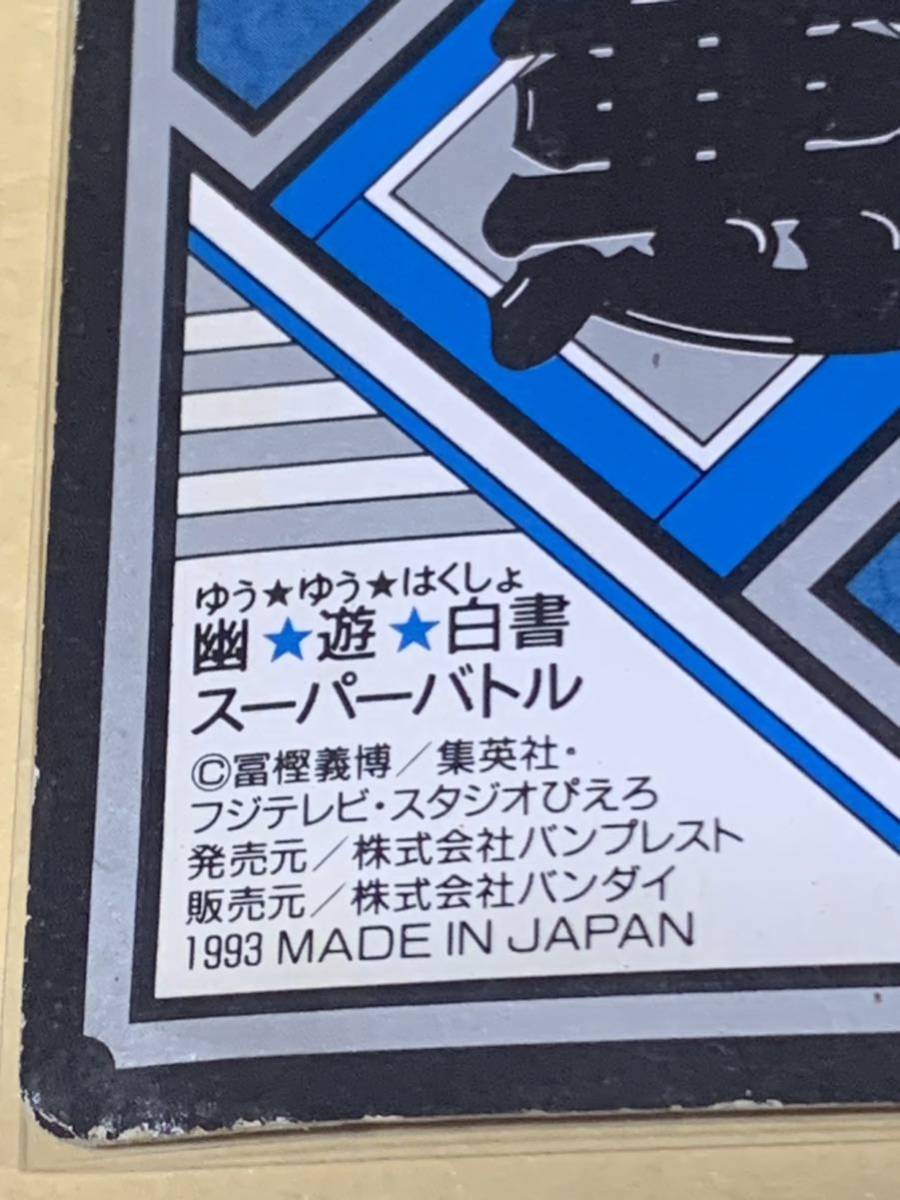 ゆう★ゆう★はくしょ
幽★遊★白書
スーパーバトル
©冨樫義博／集英社・
フジテレビ・スタジオぴえろ
発売元／株式会社バンプレスト
販売元／株式会社バンダイ
1993 MADE IN JAPAN